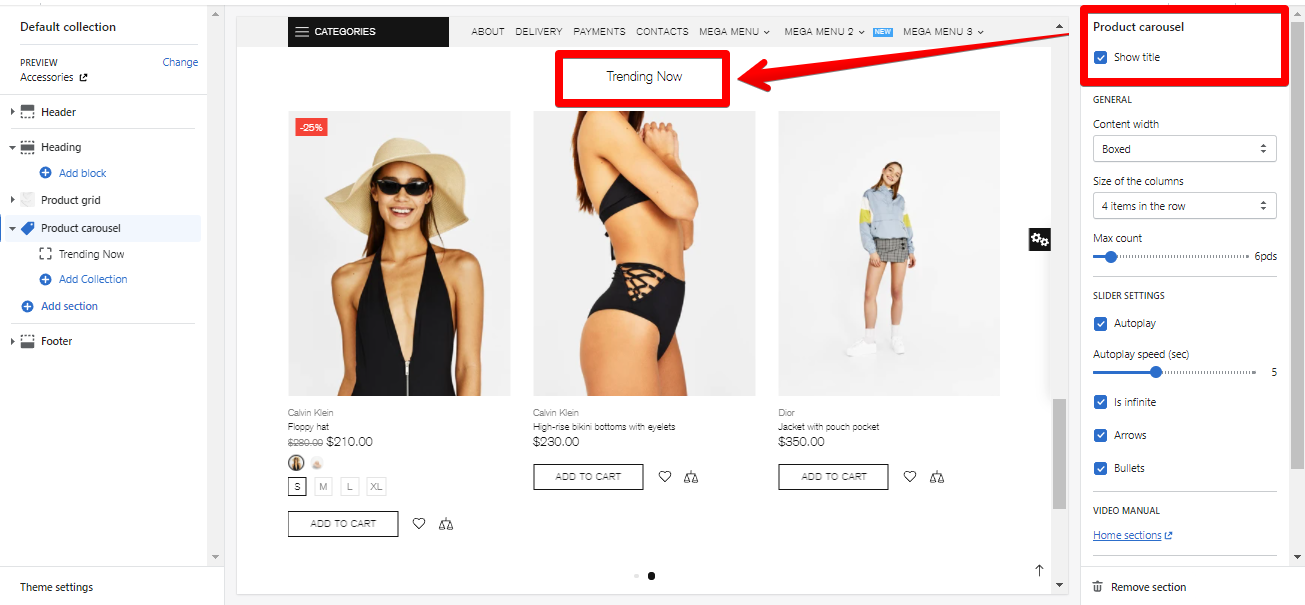 Default collection
PREVIEW
Change
Accessories
Header
Heading
Add block
Product grid
Product carousel
Trending Now
Add Collection
Add section
Footer
Theme settings
CATEGORIES
ABOUT DELIVERY PAYMENTS CONTACTS MEGA MENU MEGA MENU 2 NEW MEGA MENU 3
Trending Now
-25%
Calvin Klein
Floppy hat
$280.00 $210.00
S M L XL
ADD TO CART
Calvin Klein
High-rise bikini bottoms with eyelets
$230.00
ADD TO CART
Dior
Jacket with pouch pocket
$350.00
ADD TO CART
Product carousel
Show title
GENERAL
Content width
Boxed
Size of the columns
4 items in the row
Max count
6pds
SLIDER SETTINGS
Autoplay
Autoplay speed (sec)
5
Is infinite
Arrows
Bullets
VIDEO MANUAL
Home sections
Remove section